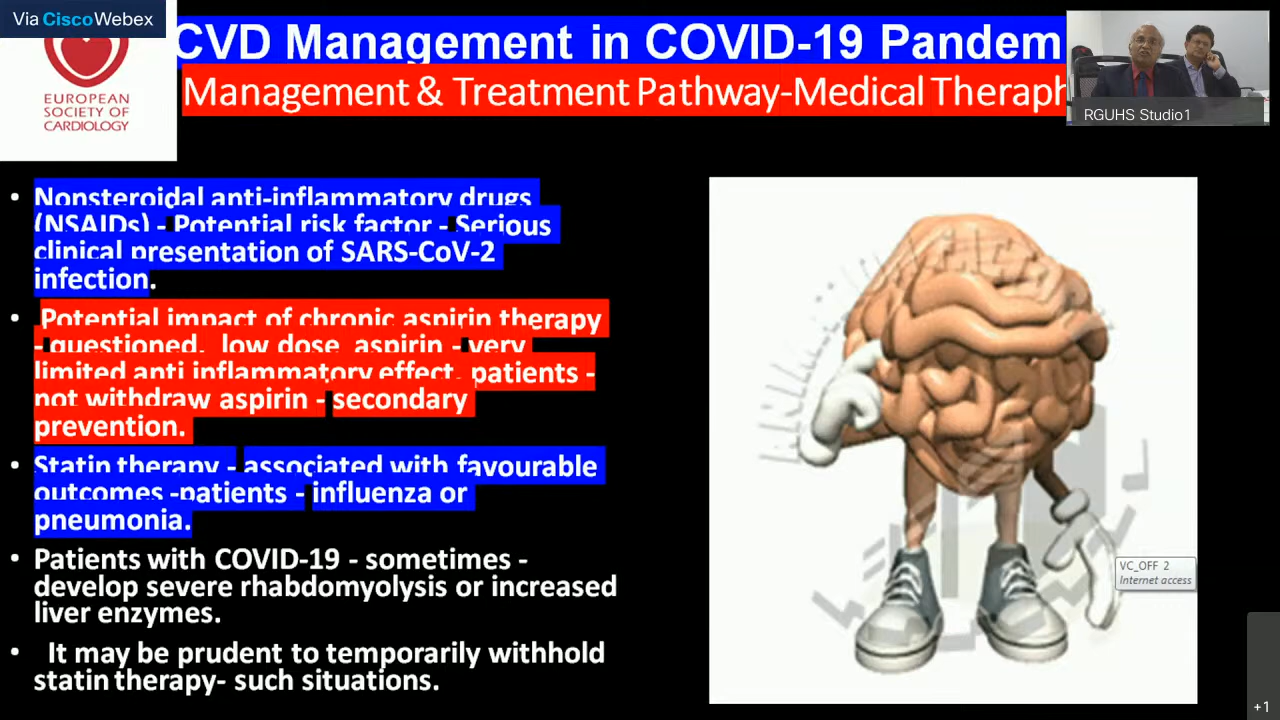 Via Cisco Webex
EUROPEAN
SOCIETY OF
CARDIOLOGY
CVD Management in COVID-19 Pandem
Management & Treatment Pathway-Medical Theraph
RGUHS Studio1
• Nonsteroidal anti-inflammatory drugs
(NSAIDs) - Potential risk factor - Serious
clinical presentation of SARS-CoV-2
infection.
• Potential impact of chronic aspirin therapy
- questioned, low dose aspirin - very
limited anti inflammatory effect, patients -
not withdraw aspirin - secondary
prevention.
• Statin therapy - associated with favourable
outcomes -patients - influenza or
pneumonia.
• Patients with COVID-19 - sometimes -
develop severe rhabdomyolysis or increased
liver enzymes.
• It may be prudent to temporarily withhold
statin therapy- such situations.
VC_OFF 2
Internet access
+1